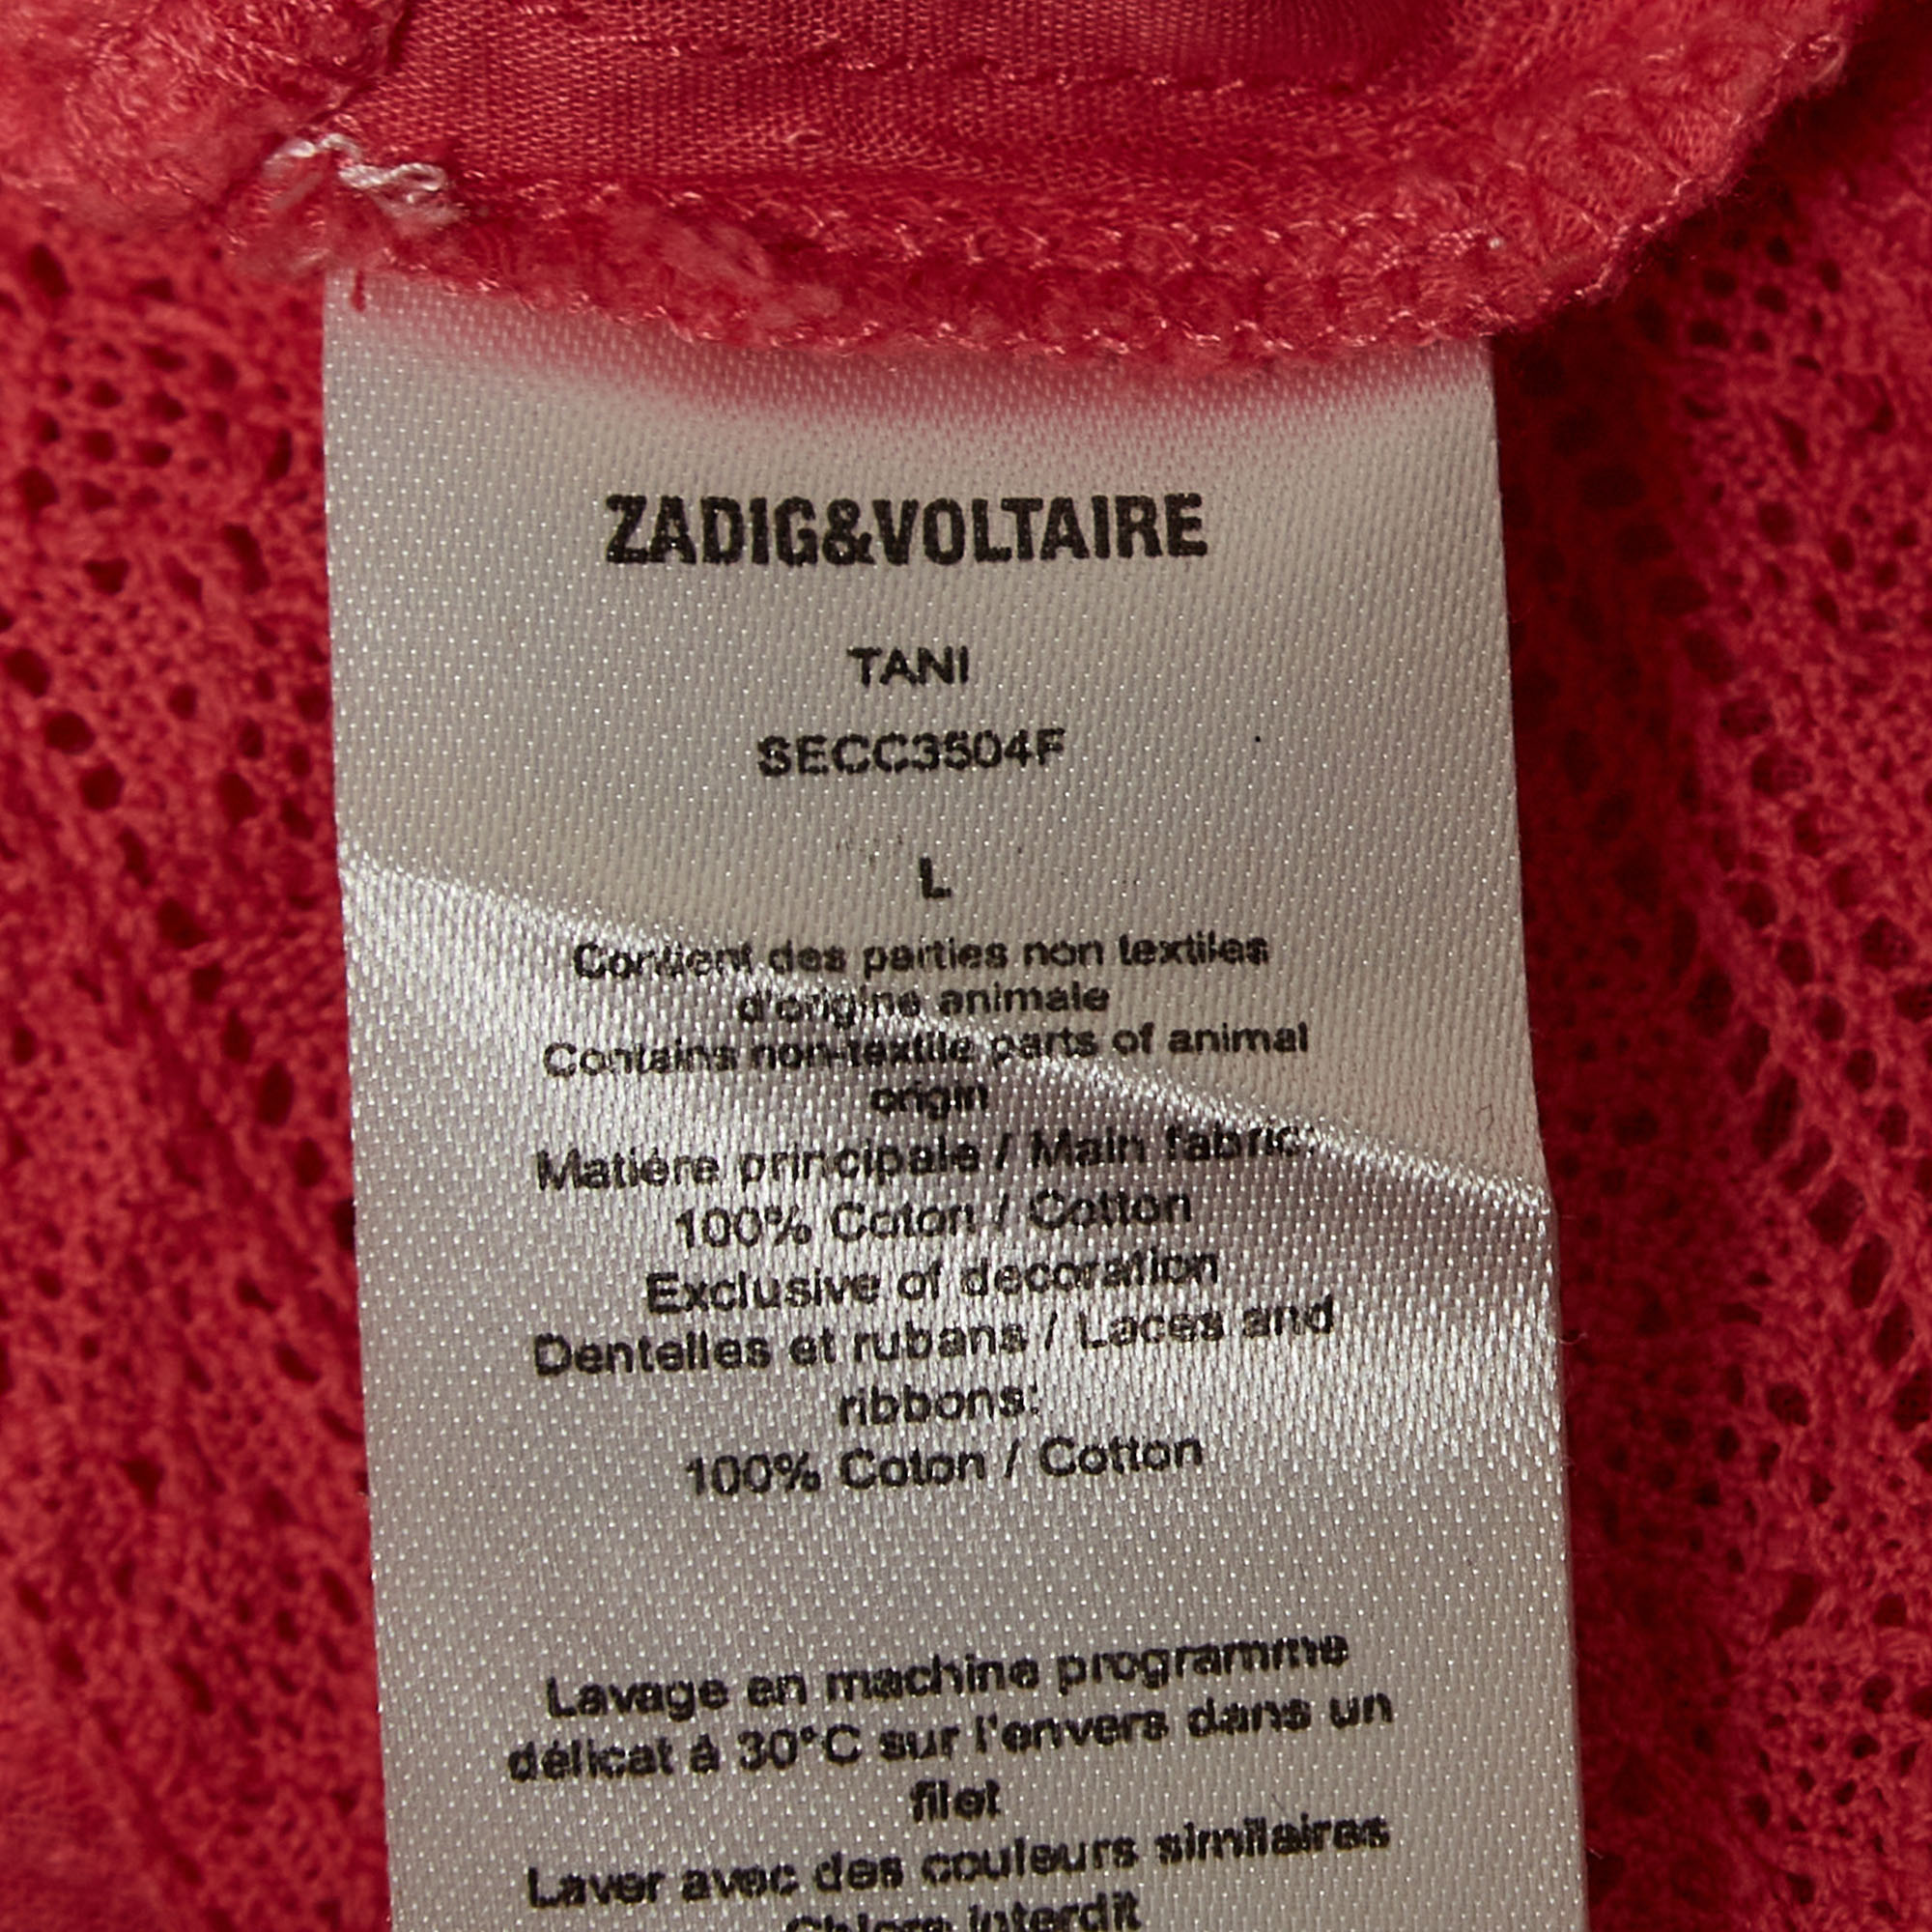 ZADIG&VOLTAIRE
TANI
SECC3504F
L
Contient des parties non textiles
d'origine animale
Contains non-textile parts of animal
origin
Matière principale / Main fabric:
100% Coton / Cotton
Exclusive of decoration
Dentelles et rubans / Laces and
ribbons:
100% Coton / Cotton
Lavage en machine programme
délicat à 30°C sur l'envers dans un
filet
Laver avec des couleurs similaires
Chlore interdit